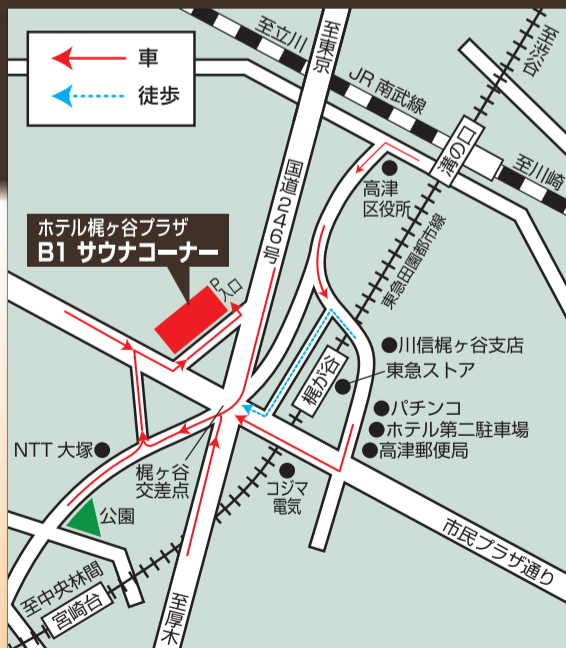 車
徒歩
至立川
至東京
JR 南武線
至渋谷
溝の口
至川崎
高津
区役所
国道246号
東急田園都市線
ホテル梶ヶ谷プラザ
B1 サウナコーナー
P入口
川信梶ヶ谷支店
東急ストア
梶が谷
パチンコ
ホテル第二駐車場
高津郵便局
NTT 大塚
梶ヶ谷
交差点
コジマ
電気
公園
市民プラザ通り
至中央林間
宮崎台
至厚木